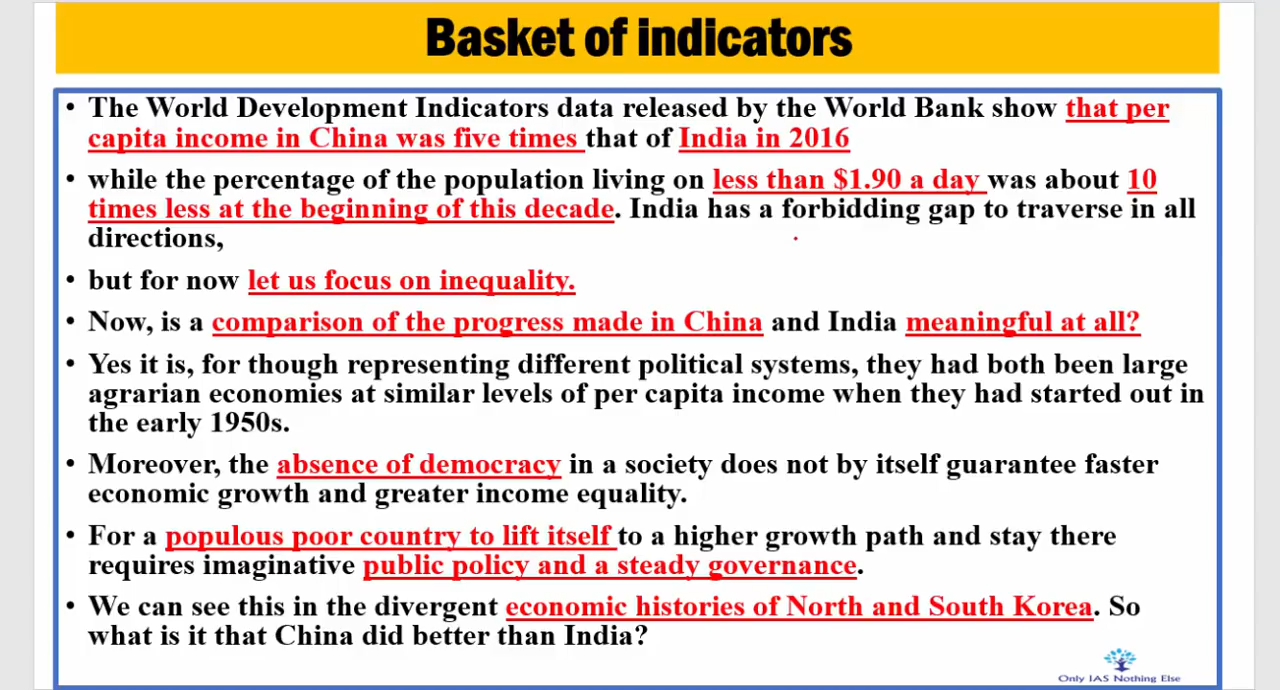 Basket of indicators
• The World Development Indicators data released by the World Bank show that per
capita income in China was five times that of India in 2016
• while the percentage of the population living on less than $1.90 a day was about 10
times less at the beginning of this decade. India has a forbidding gap to traverse in all
directions,
• but for now let us focus on inequality.
• Now, is a comparison of the progress made in China and India meaningful at all?
• Yes it is, for though representing different political systems, they had both been large
agrarian economies at similar levels of per capita income when they had started out in
the early 1950s.
• Moreover, the absence of democracy in a society does not by itself guarantee faster
economic growth and greater income equality.
• For a populous poor country to lift itself to a higher growth path and stay there
requires imaginative public policy and a steady governance.
• We can see this in the divergent economic histories of North and South Korea. So
what is it that China did better than India?
Only IAS Nothing Else